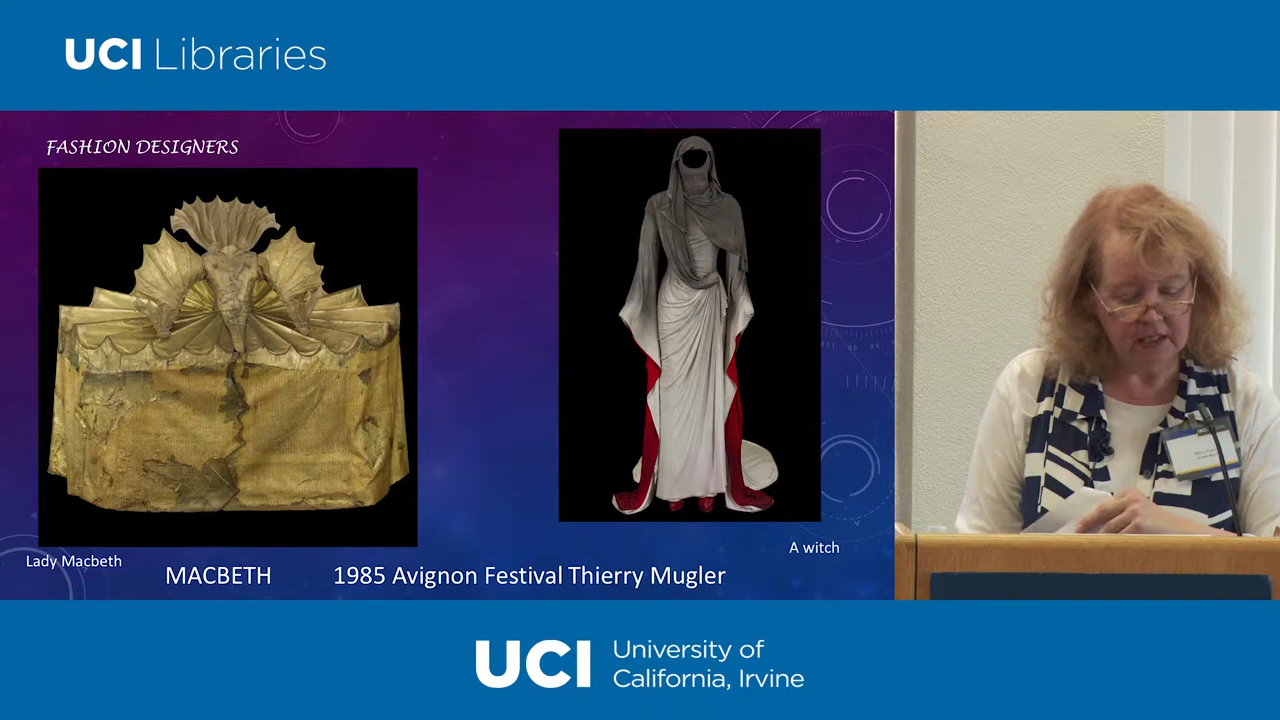 UCI Libraries
FASHION DESIGNERS
Lady Macbeth
A witch
MACBETH 1985 Avignon Festival Thierry Mugler
UCI
University of
California, Irvine